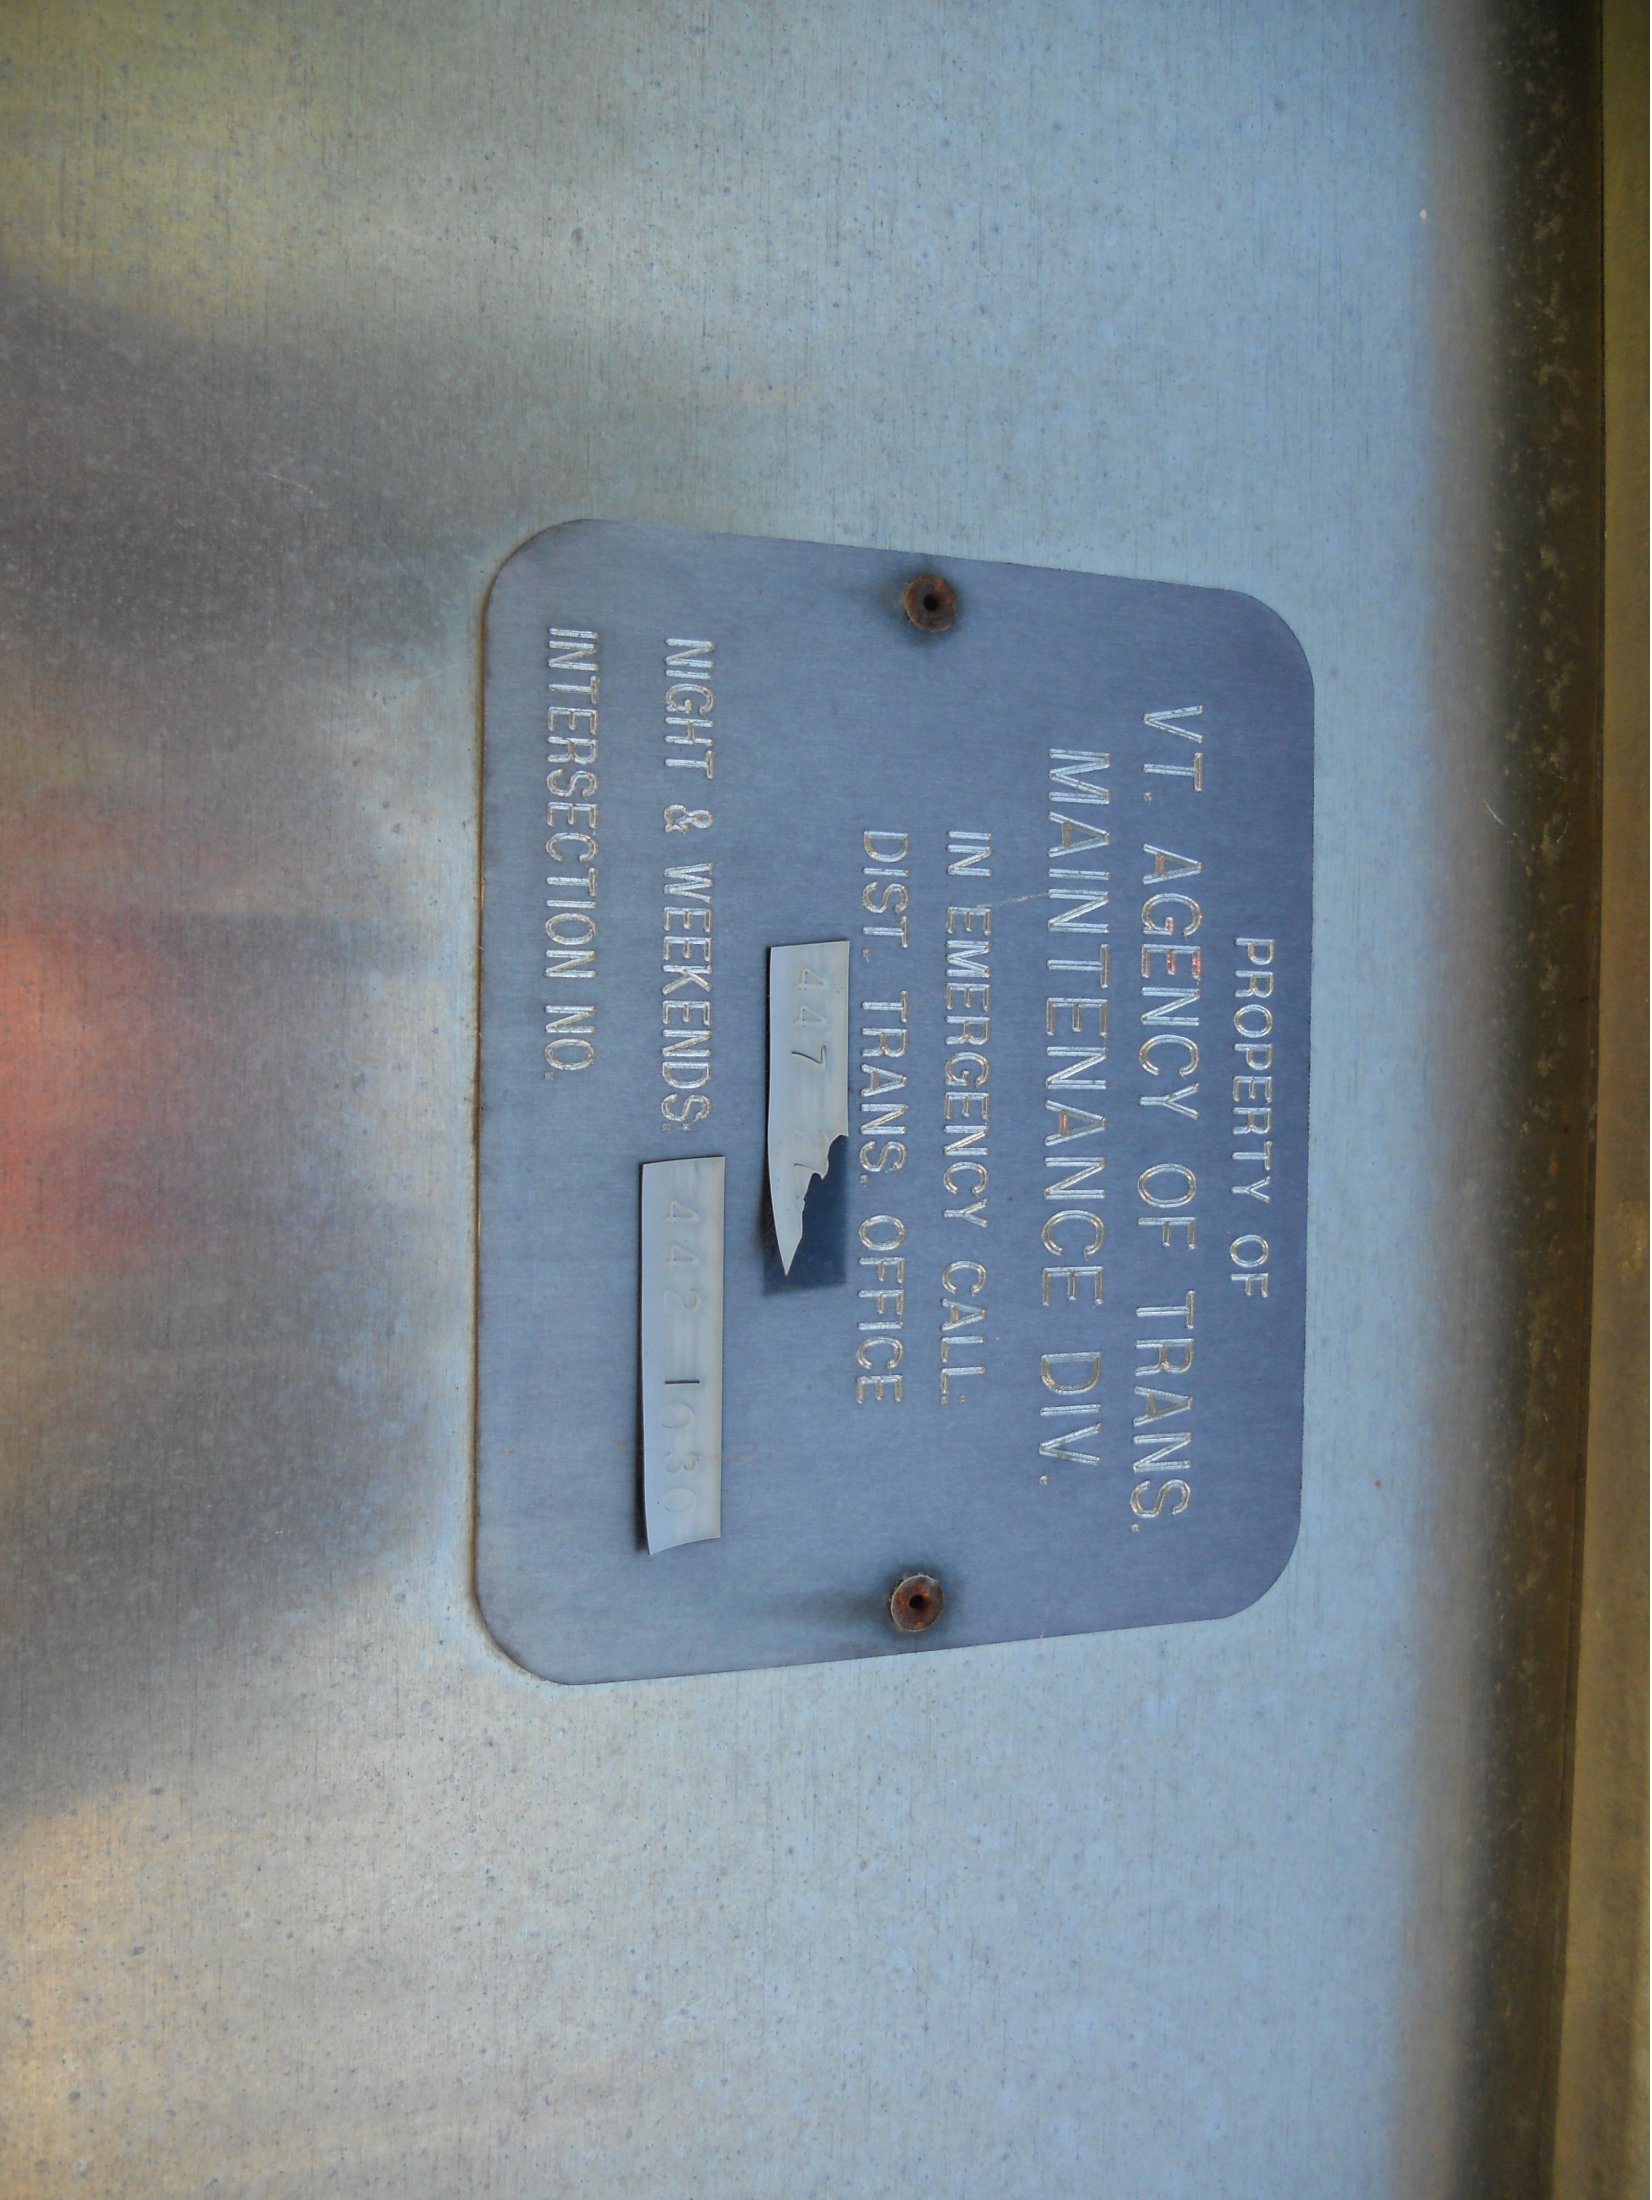 PROPERTY OF
VT. AGENCY OF TRANS.
MAINTENANCE DIV.
IN EMERGENCY CALL:
DIST. TRANS. OFFICE
447
NIGHT & WEEKENDS: 442 1630
INTERSECTION NO.